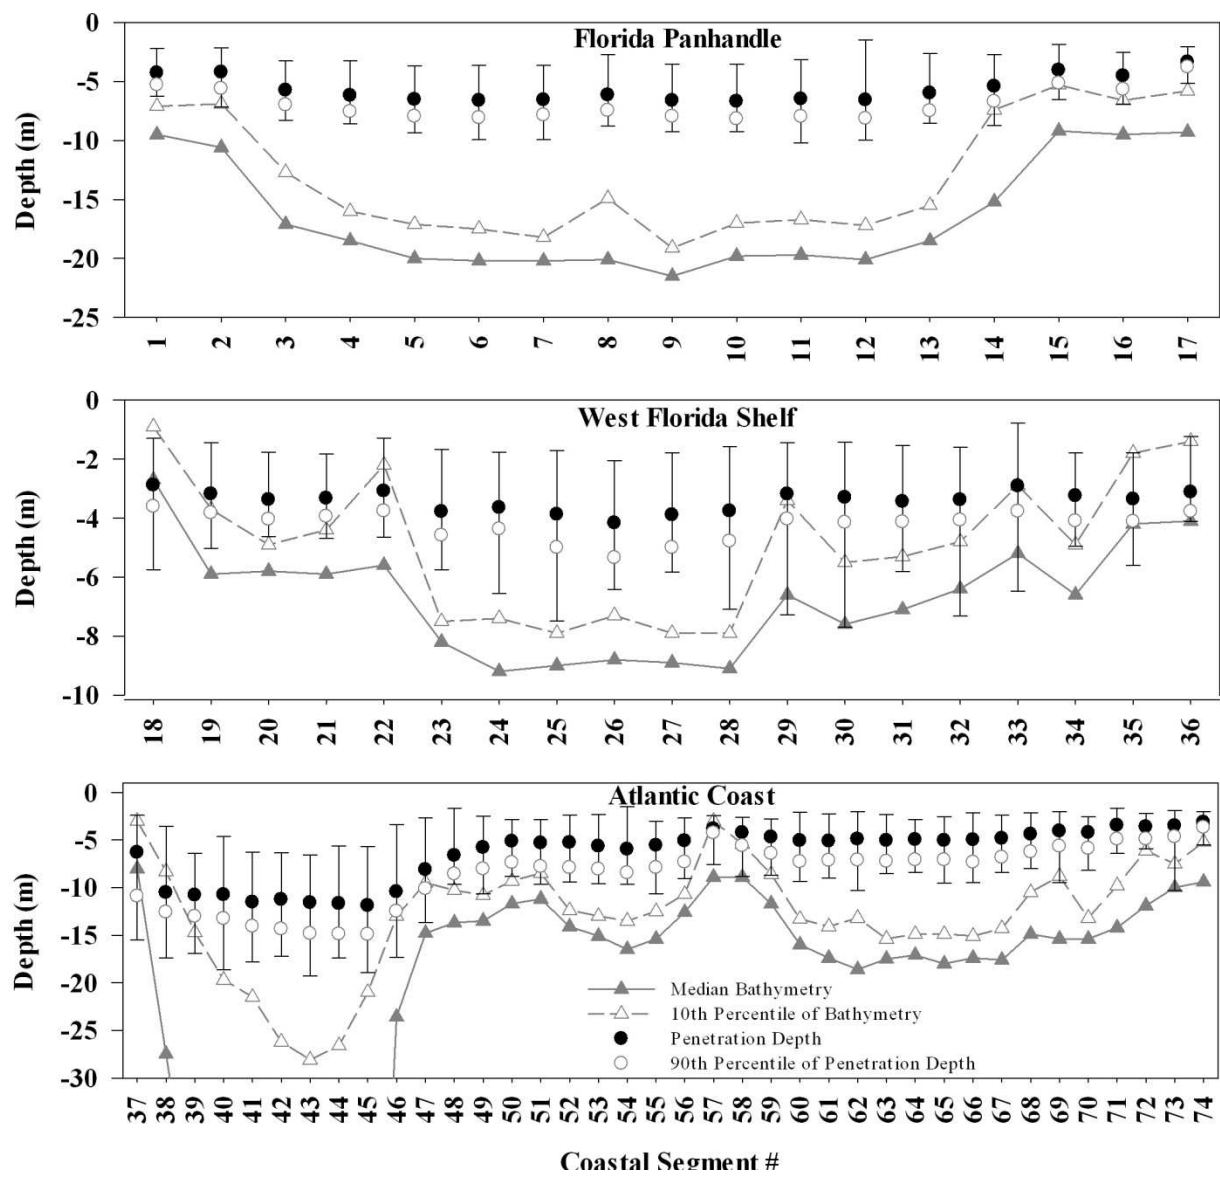 Florida Panhandle
Depth (m)
0
-5
-10
-15
-20
-25
1 2 3 4 5 6 7 8 9 10 11 12 13 14 15 16 17
West Florida Shelf
Depth (m)
0
-2
-4
-6
-8
-10
18 19 20 21 22 23 24 25 26 27 28 29 30 31 32 33 34 35 36
Atlantic Coast
Depth (m)
0
-5
-10
-15
-20
-25
-30
Median Bathymetry
10th Percentile of Bathymetry
Penetration Depth
90th Percentile of Penetration Depth
37 38 39 40 41 42 43 44 45 46 47 48 49 50 51 52 53 54 55 56 57 58 59 60 61 62 63 64 65 66 67 68 69 70 71 72 73 74
Coastal Segment #